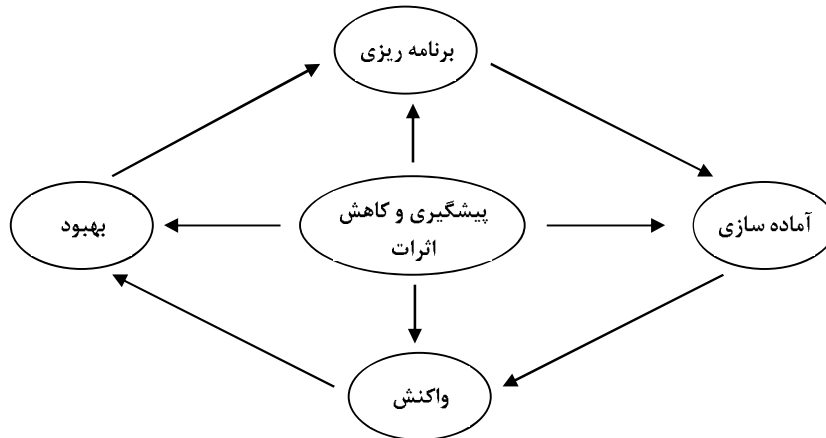 برنامه ریزی
پیشگیری و کاهش
اثرات
آماده سازی
بهبود
واکنش